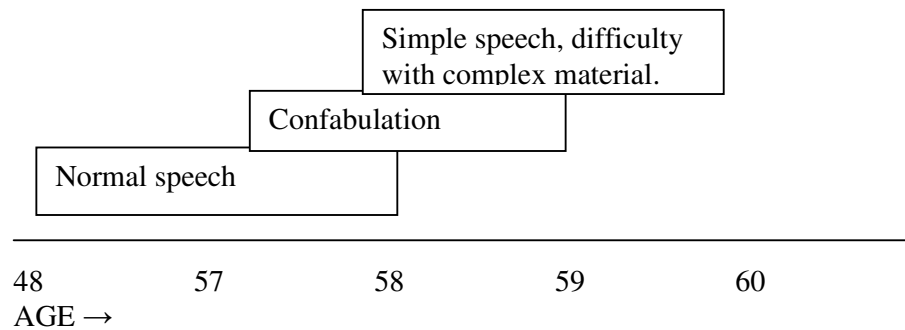 Simple speech, difficulty
with complex material.
Confabulation
Normal speech
48 57 58 59 60
AGE →